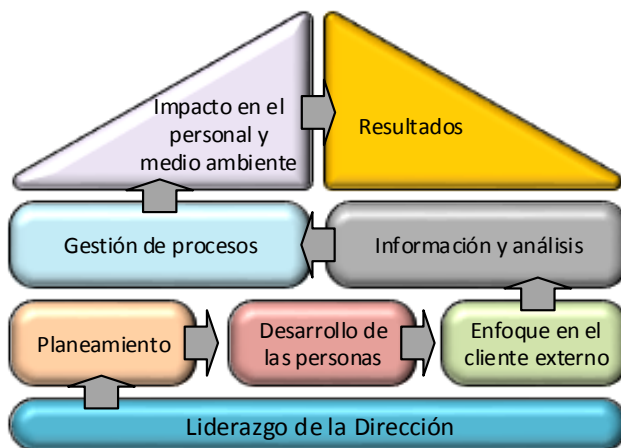 Impacto en el
personal y
medio ambiente
Resultados
Gestión de procesos
Información y análisis
Planeamiento
Desarrollo de
las personas
Enfoque en el
cliente externo
Liderazgo de la Dirección